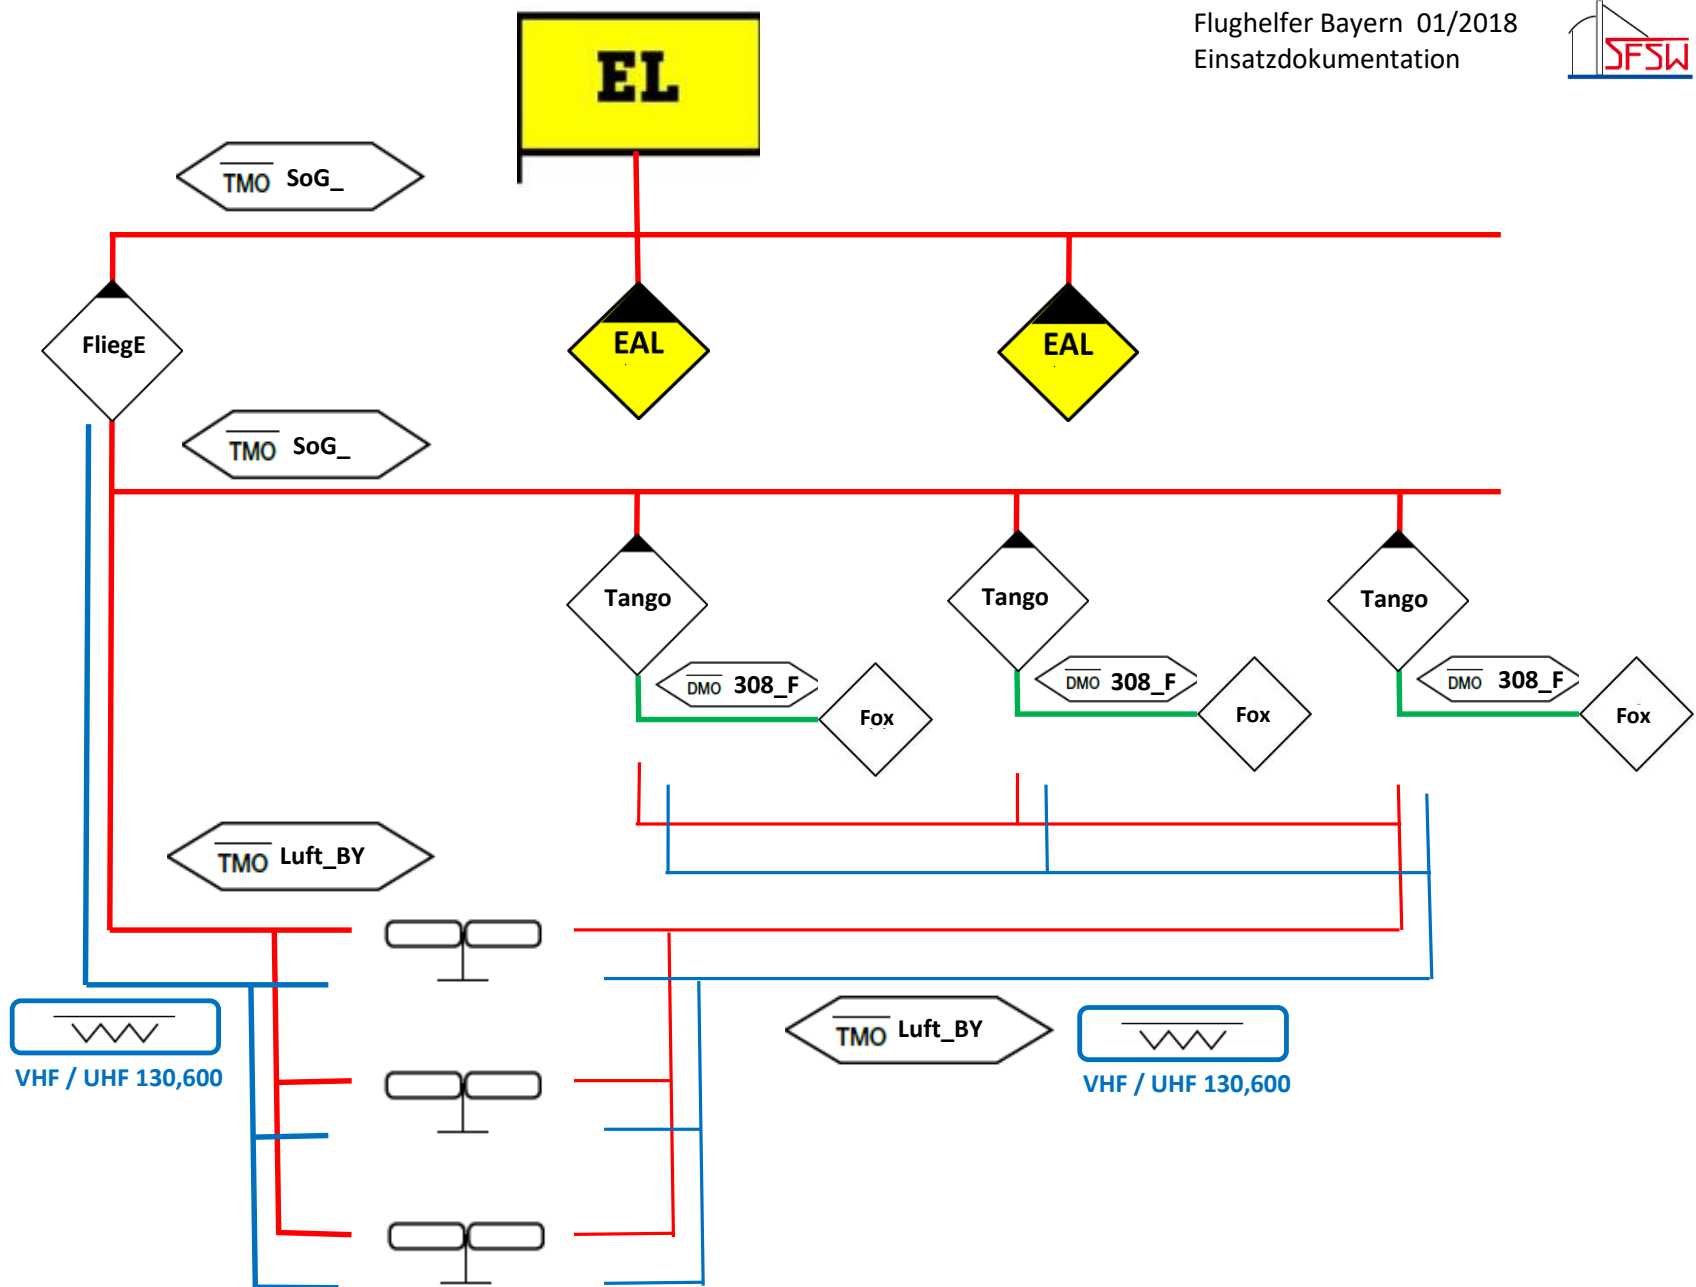 Flughelfer Bayern 01/2018
Einsatzdokumentation
SFSW
EL
TMO SoG_
FliegE
EAL
EAL
TMO SoG_
Tango
Tango
Tango
DMO 308_F
DMO 308_F
DMO 308_F
Fox
Fox
Fox
TMO Luft_BY
TMO Luft_BY
VHF / UHF 130,600
VHF / UHF 130,600